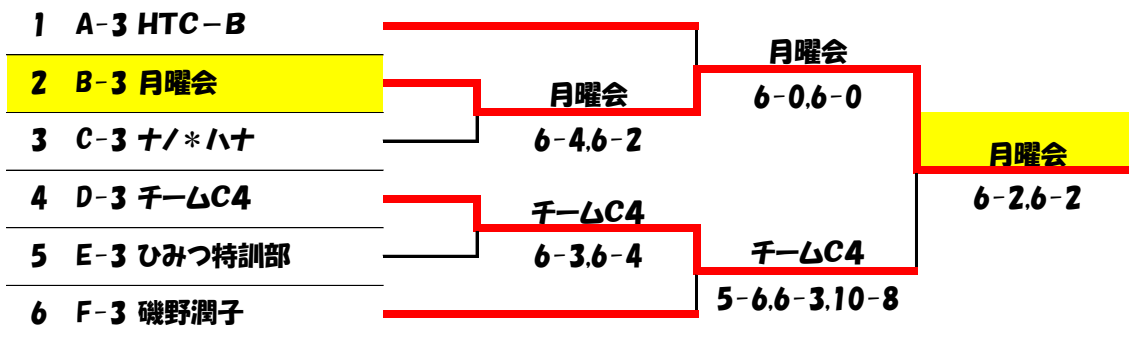 1 A-3 HTC-B
2 B-3 月曜会
3 C-3 ナノ*ハナ
4 D-3 チームC4
5 E-3 ひみつ特訓部
6 F-3 磯野潤子
月曜会
6-4,6-2
チームC4
6-3,6-4
月曜会
6-0,6-0
チームC4
5-6,6-3,10-8
月曜会
6-2,6-2